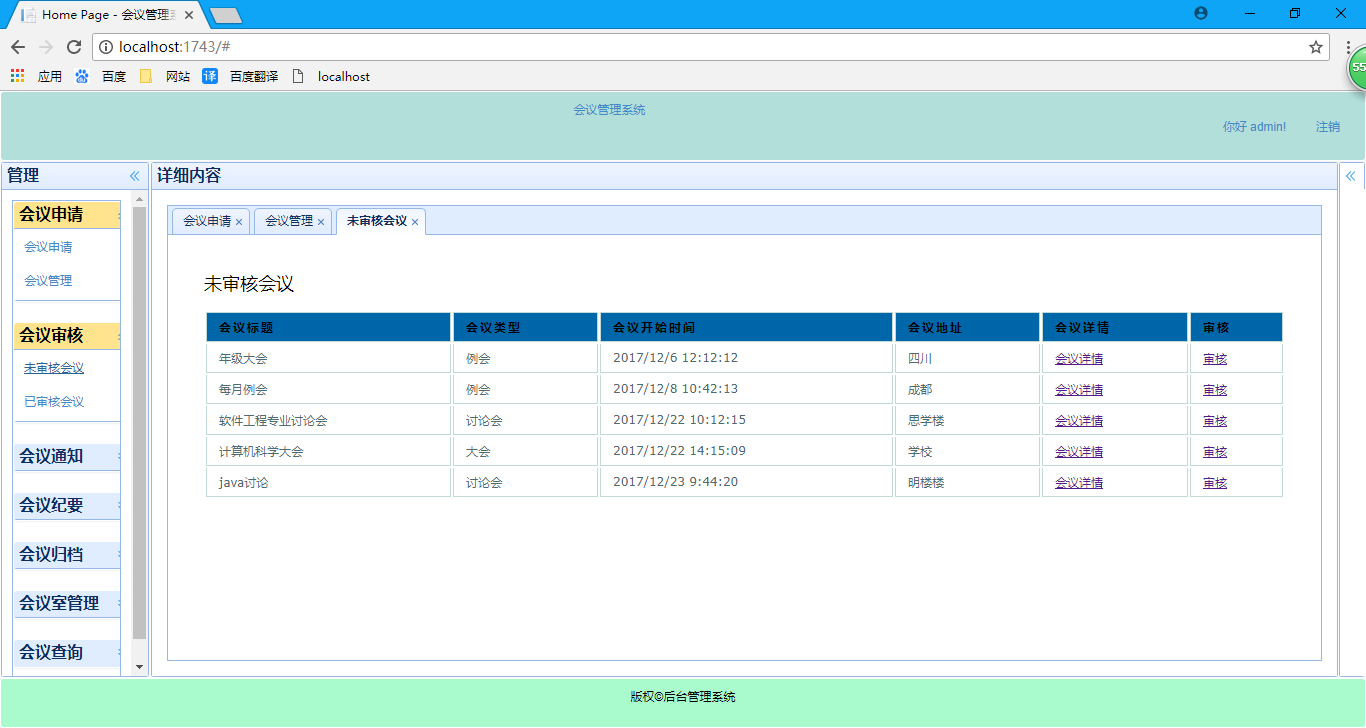 Home Page - 会议管理系
localhost:1743/#
应用 百度 网站 译 百度翻译 localhost
55
会议管理系统
你好 admin! 注销
管理
详细内容
会议申请
会议申请
会议管理
会议审核
未审核会议
已审核会议
会议通知
会议纪要
会议归档
会议室管理
会议查询
会议申请 × 会议管理 × 未审核会议 ×
未审核会议
会议标题 会议类型 会议开始时间 会议地址 会议详情 审核
年级大会 例会 2017/12/6 12:12:12 四川 会议详情 审核
每月例会 例会 2017/12/8 10:42:13 成都 会议详情 审核
软件工程专业讨论会 讨论会 2017/12/22 10:12:15 思学楼 会议详情 审核
计算机科学大会 大会 2017/12/22 14:15:09 学校 会议详情 审核
java讨论 讨论会 2017/12/23 9:44:20 明楼楼 会议详情 审核
版权©后台管理系统